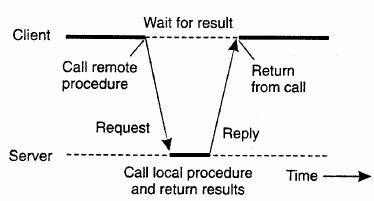 Wait for result
Client
Call remote
procedure
Return
from call
Request
Reply
Server
Call local procedure
and return results
Time